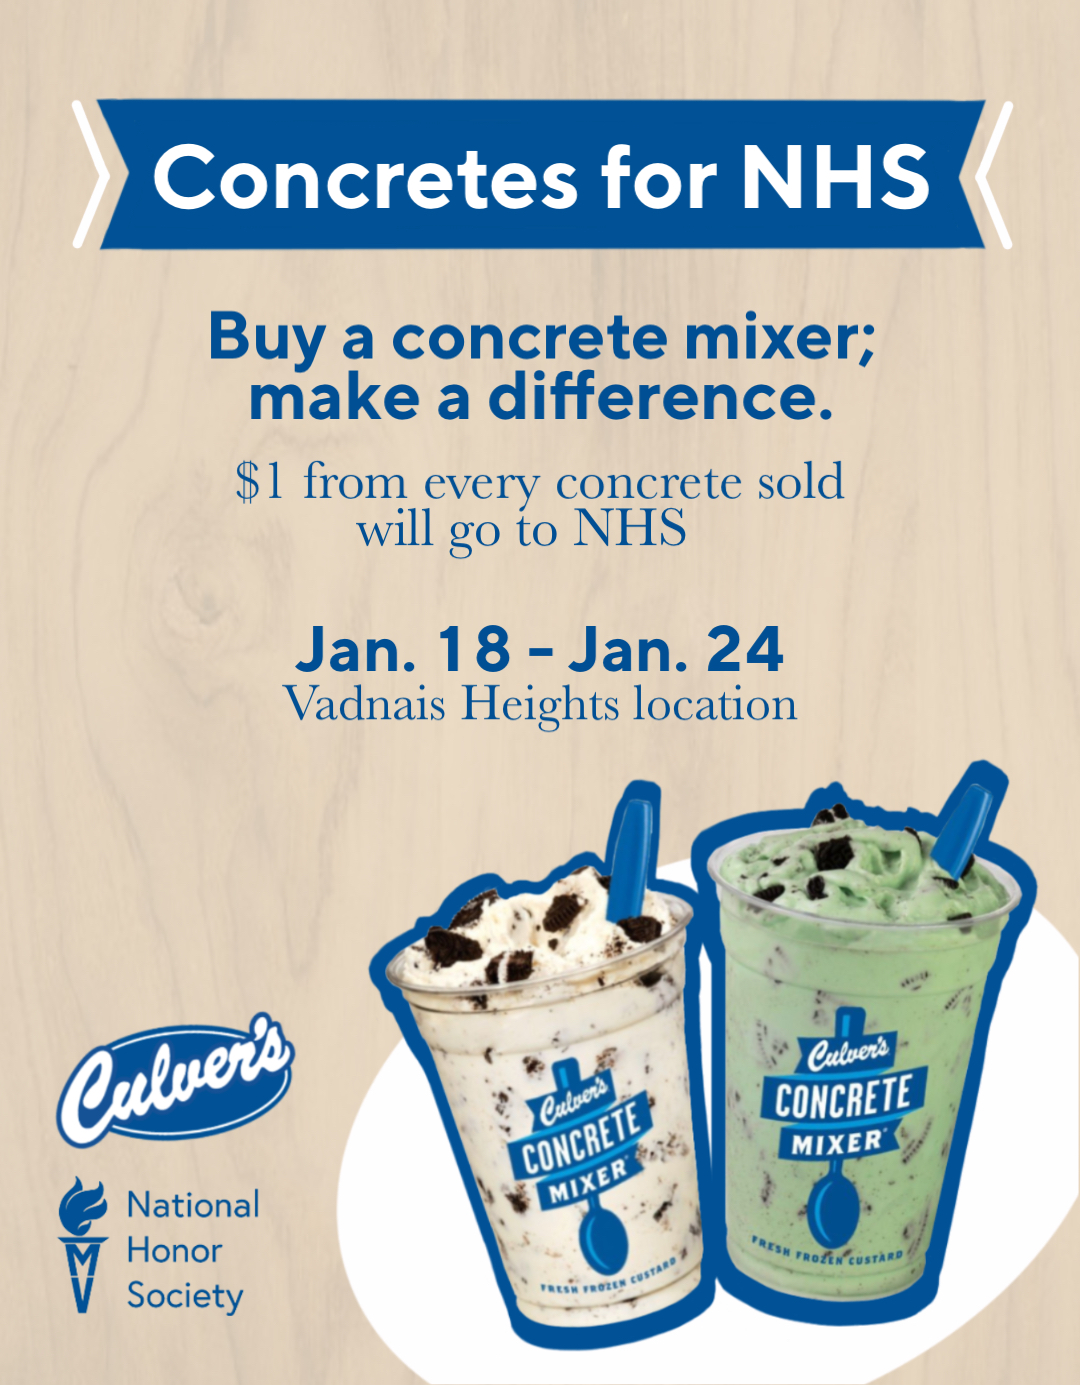 Concretes for NHS
Buy a concrete mixer;
make a difference.
$1 from every concrete sold
will go to NHS
Jan. 18 - Jan. 24
Vadnais Heights location
Culver's
National
Honor
Society
Culver's
CONCRETE
MIXER
FRESH FROZEN CUSTARD
Culver's
CONCRETE
MIXER
FRESH FROZEN CUSTARD